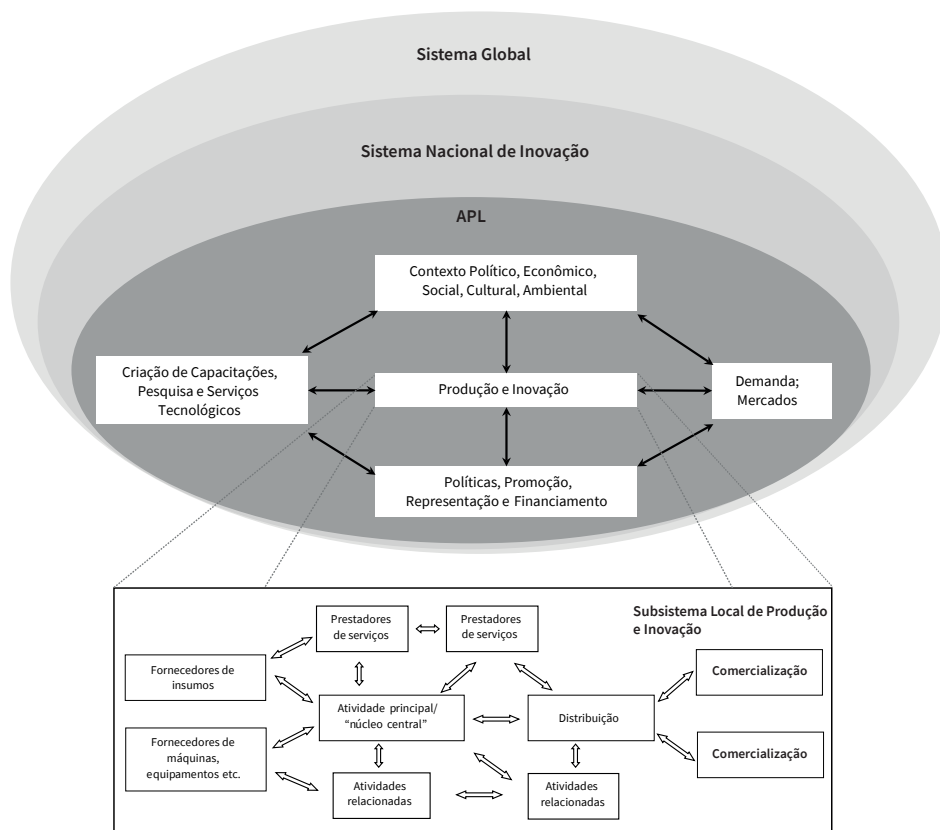 Sistema Global
Sistema Nacional de Inovação
APL
Contexto Político, Econômico,
Social, Cultural, Ambiental
Criação de Capacitações,
Pesquisa e Serviços
Tecnológicos
Produção e Inovação
Demanda;
Mercados
Políticas, Promoção,
Representação e Financiamento
Subsistema Local de Produção
e Inovação
Prestadores
de serviços
Prestadores
de serviços
Fornecedores de
insumos
Comercialização
Atividade principal/
“núcleo central”
Distribuição
Fornecedores de
máquinas,
equipamentos etc.
Comercialização
Atividades
relacionadas
Atividades
relacionadas